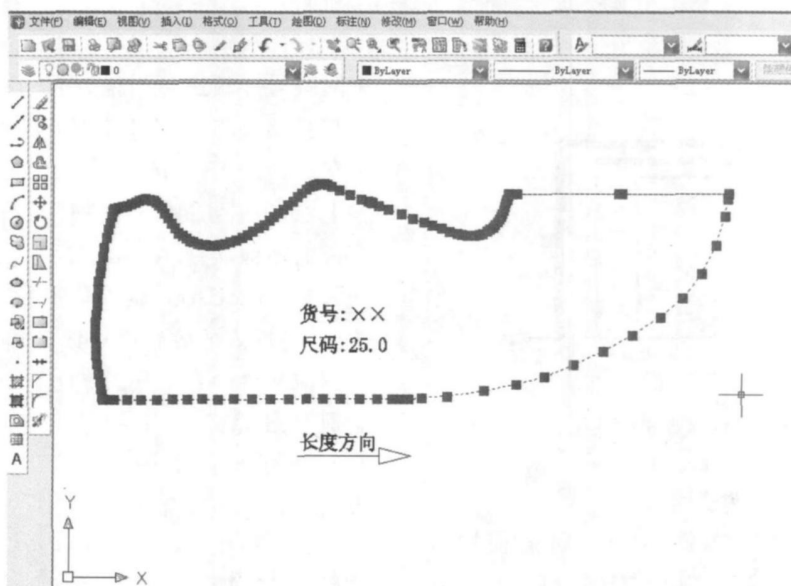 文件(F) 编辑(E) 视图(V) 插入(I) 格式(O) 工具(T) 绘图(D) 标注(N) 修改(M) 窗口(W) 帮助(H)
0 ByLayer ByLayer ByLayer
货号:××
尺码:25.0
长度方向
A
Y
X